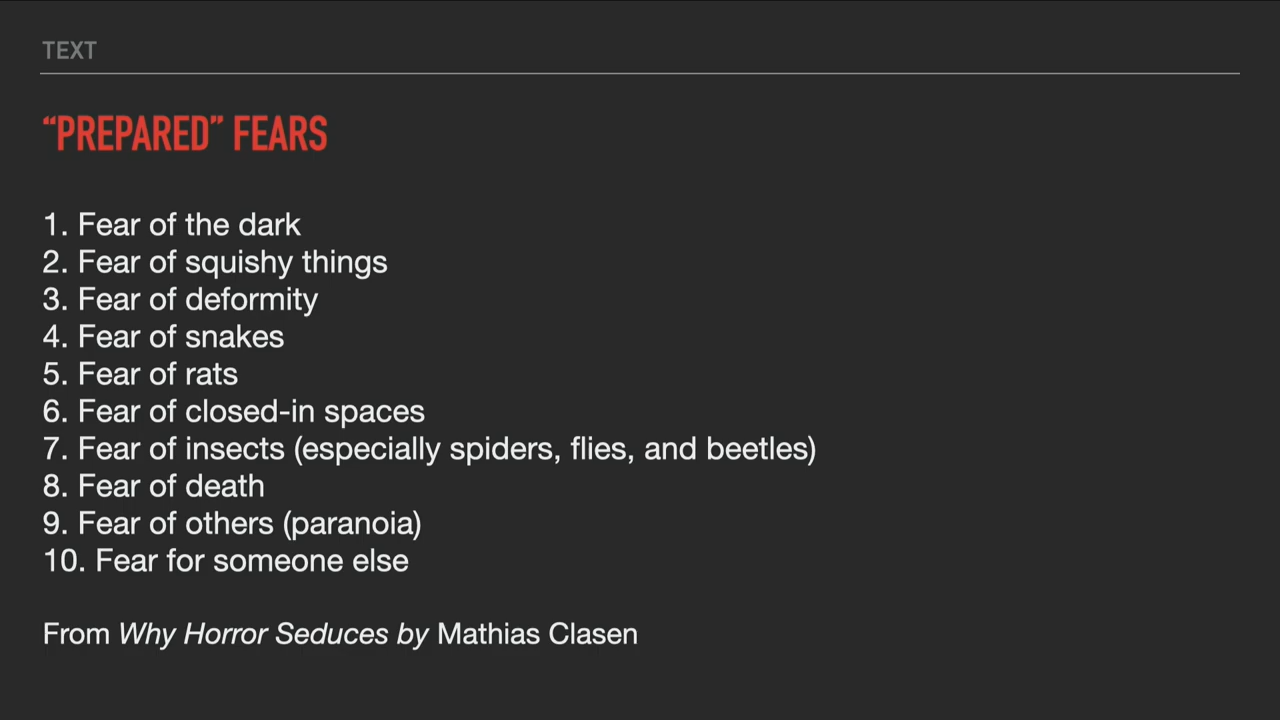 TEXT
“PREPARED” FEARS
1. Fear of the dark
2. Fear of squishy things
3. Fear of deformity
4. Fear of snakes
5. Fear of rats
6. Fear of closed-in spaces
7. Fear of insects (especially spiders, flies, and beetles)
8. Fear of death
9. Fear of others (paranoia)
10. Fear for someone else
From Why Horror Seduces by Mathias Clasen